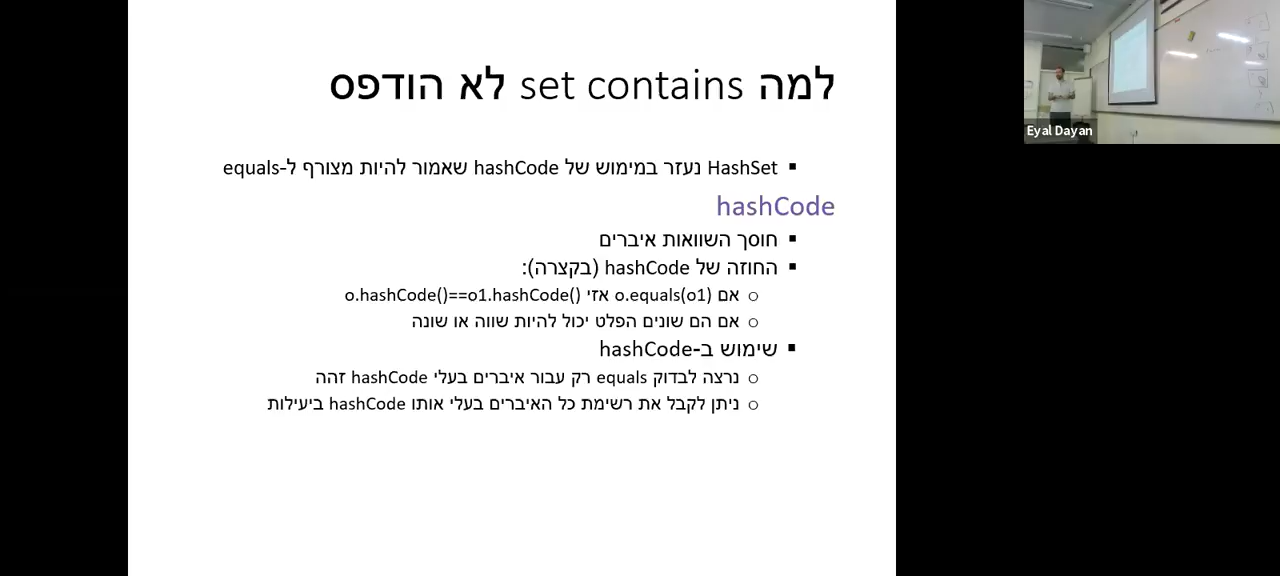 למה set contains לא הודפס
▪ HashSet נעזר במימוש של hashCode שאמור להיות מצורף ל-equals
hashCode
▪ חוסך השוואות איברים
▪ החוזה של hashCode (בקצרה):
o אם o.equals(o1) אזי o.hashCode()==o1.hashCode()
o אם הם שונים הפלט יכול להיות שווה או שונה
▪ שימוש ב-hashCode
o נרצה לבדוק equals רק עבור איברים בעלי hashCode זהה
o ניתן לקבל את רשימת כל האיברים בעלי אותו hashCode ביעילות
Eyal Dayan